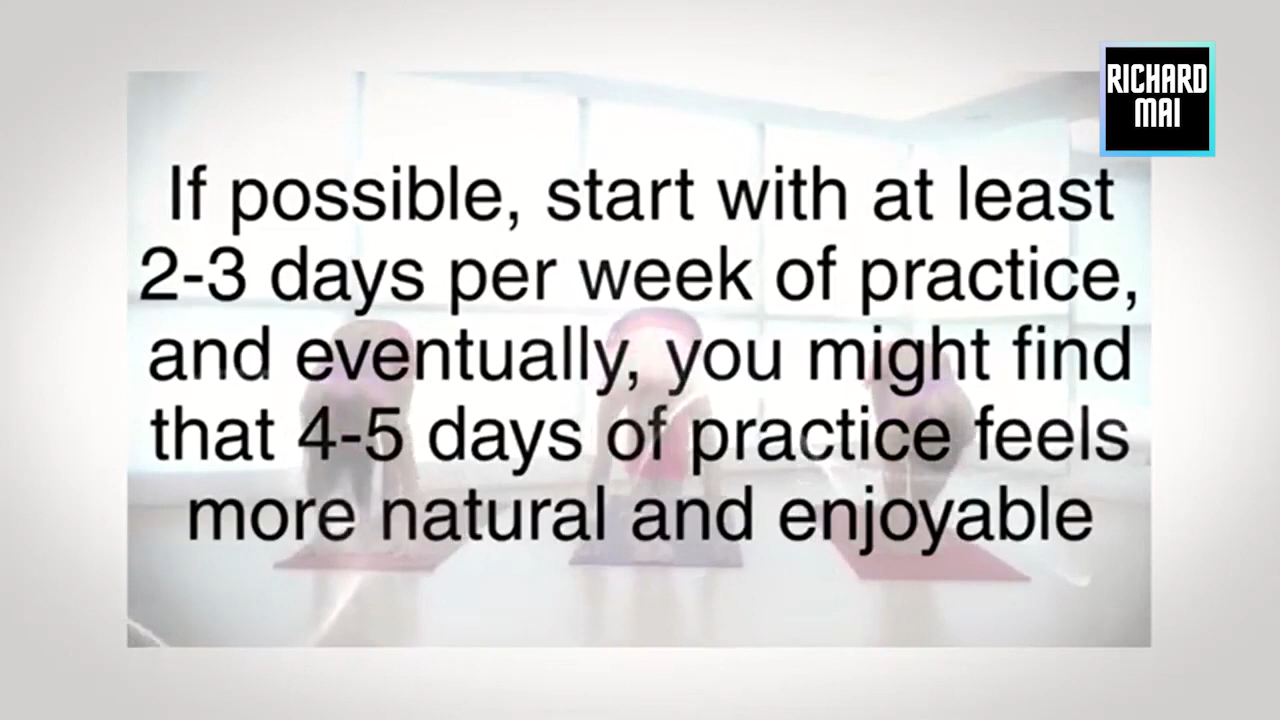 RICHARD
MAI
If possible, start with at least
2-3 days per week of practice,
and eventually, you might find
that 4-5 days of practice feels
more natural and enjoyable